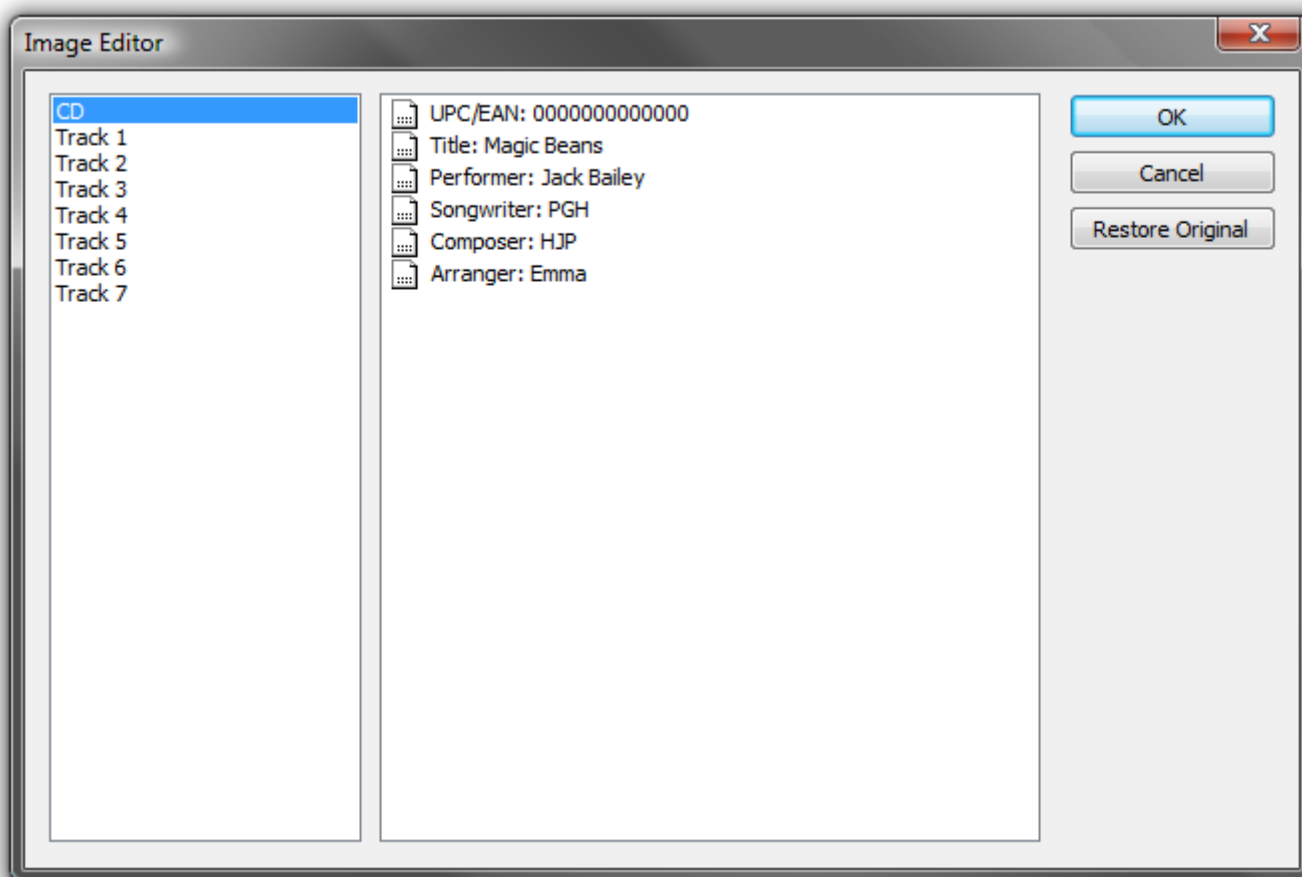 Image Editor
CD
Track 1
Track 2
Track 3
Track 4
Track 5
Track 6
Track 7
UPC/EAN: 0000000000000
Title: Magic Beans
Performer: Jack Bailey
Songwriter: PGH
Composer: HJP
Arranger: Emma
OK
Cancel
Restore Original